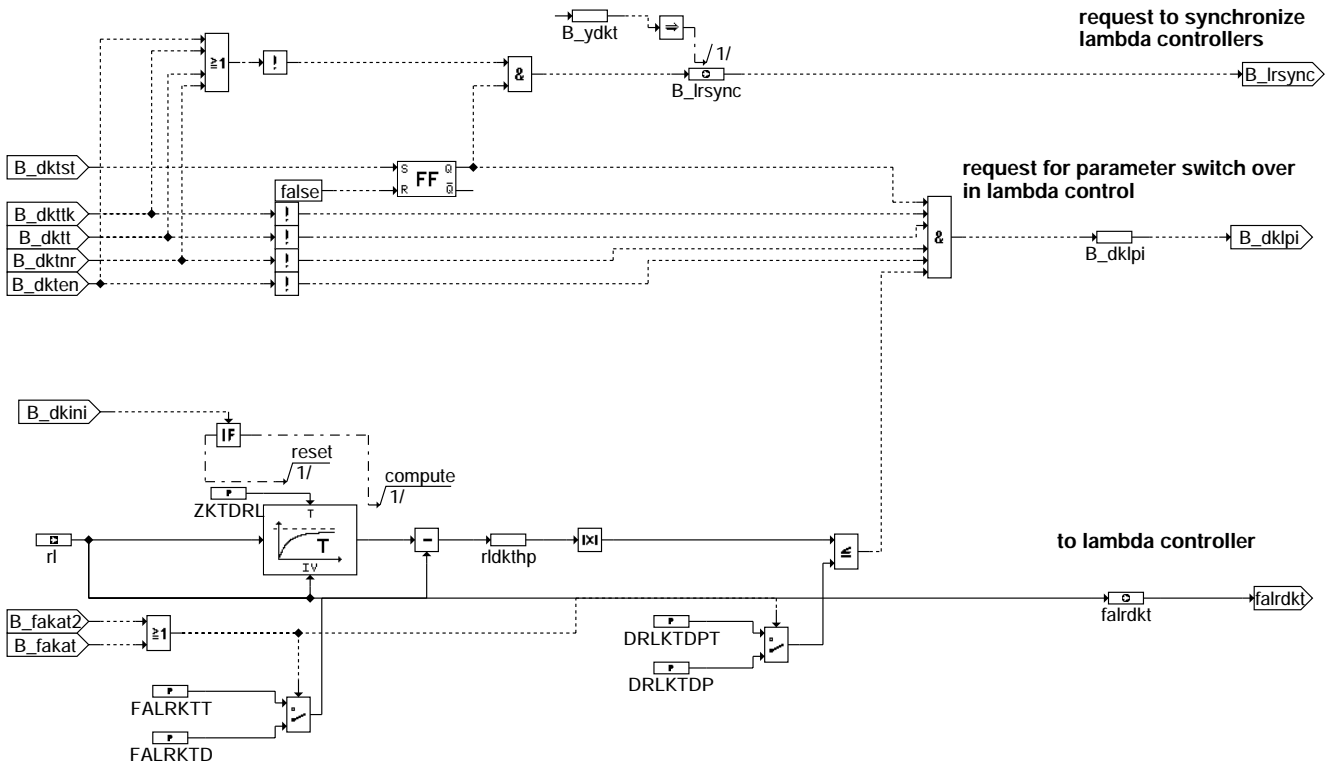 request to synchronize
lambda controllers
B_ydkt
⇒
1/
≥1
!
&
B_lrsync
B_lrsync
B_dktst
S
Q
FF
R
Q̅
false
request for parameter switch over
in lambda control
B_dkttk
!
B_dktt
!
&
B_dktnr
!
B_dkten
!
B_dklpi
B_dklpi
B_dkini
IF
reset
1/
compute
1/
P
ZKTDRL
T
T
IV
rl
−
rldkthp
|x|
≤
to lambda controller
falrdkt
falrdkt
B_fakat2
B_fakat
≥1
P
DRLKTDPT
P
DRLKTDP
P
FALRKTT
P
FALRKTD